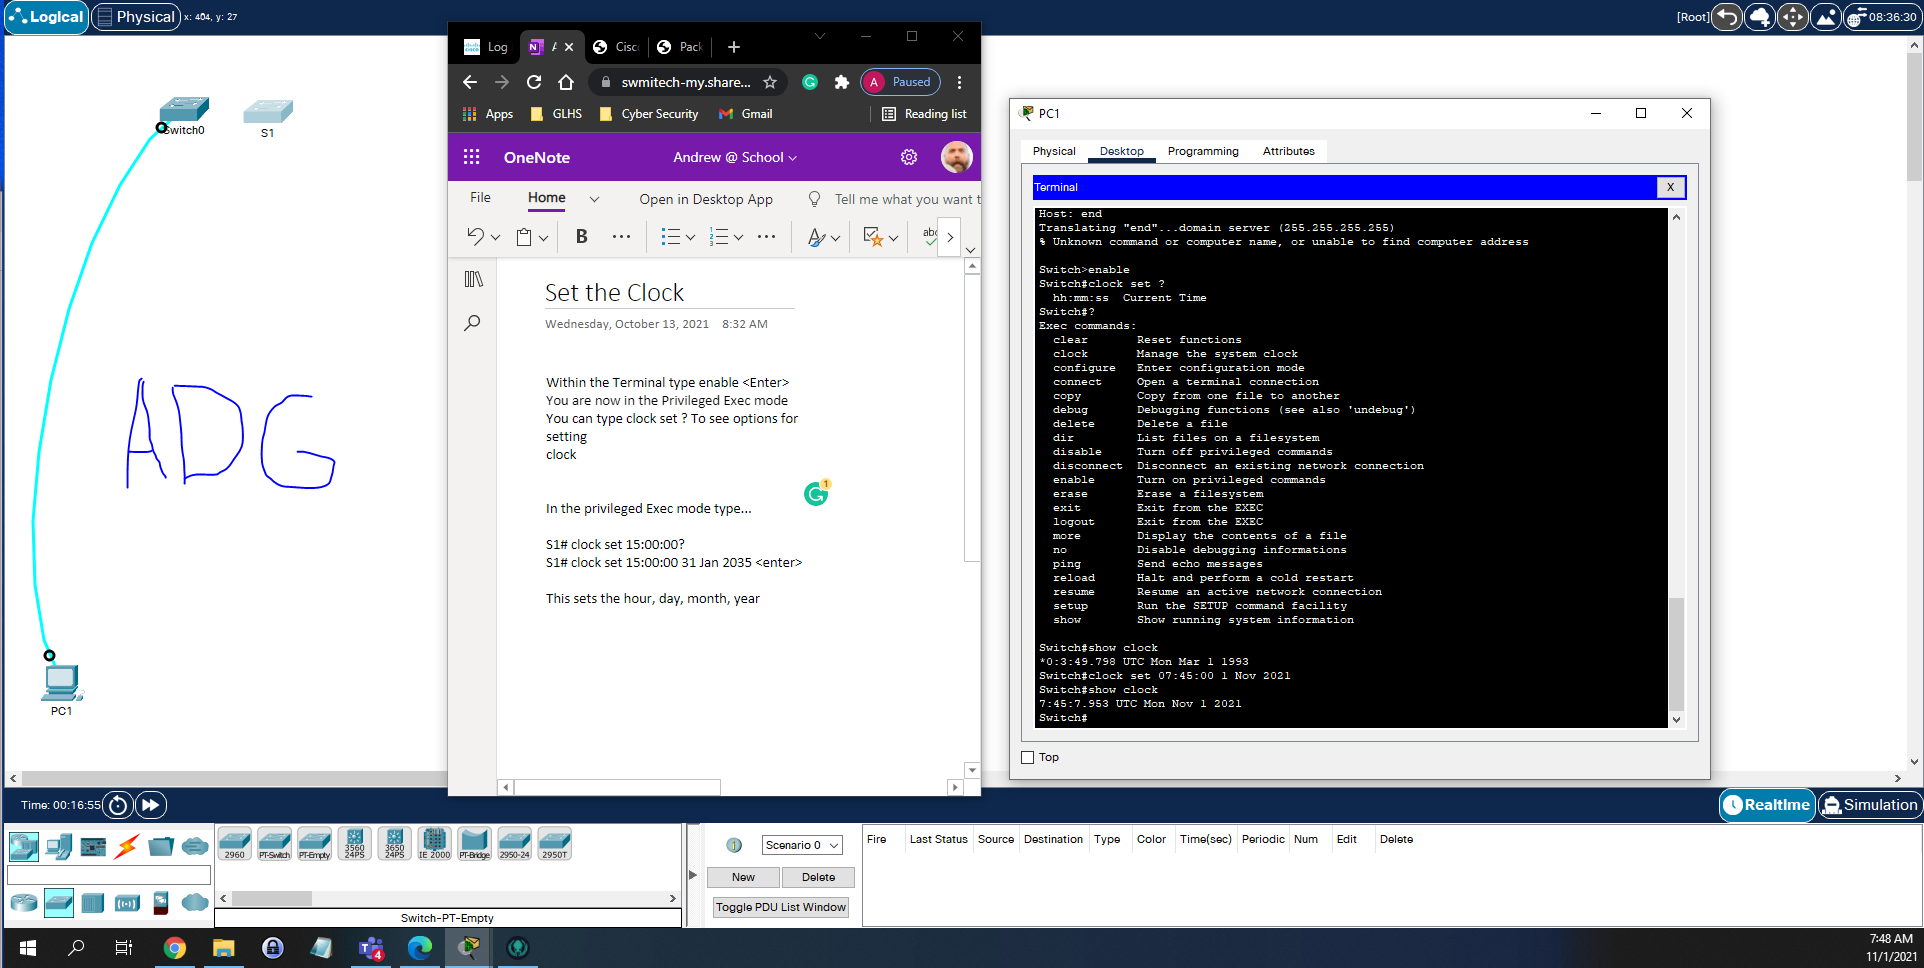 Logical
Physical
x: 404, y: 27
[Root]
08:36:30
Switch0
S1
ADG
PC1
Log
Cisc
Pack
swmitech-my.share...
A Paused
Apps
GLHS
Cyber Security
Gmail
Reading list
OneNote
Andrew @ School
File
Home
Open in Desktop App
Tell me what you want t
B
abc
Set the Clock
Wednesday, October 13, 2021 8:32 AM
Within the Terminal type enable <Enter>
You are now in the Privileged Exec mode
You can type clock set ? To see options for
setting
clock
1
In the privileged Exec mode type...
S1# clock set 15:00:00?
S1# clock set 15:00:00 31 Jan 2035 <enter>
This sets the hour, day, month, year
PC1
Physical
Desktop
Programming
Attributes
Terminal
X
Host: end
Translating "end"...domain server (255.255.255.255)
% Unknown command or computer name, or unable to find computer address
Switch>enable
Switch#clock set ?
hh:mm:ss Current Time
Switch#?
Exec commands:
clear Reset functions
clock Manage the system clock
configure Enter configuration mode
connect Open a terminal connection
copy Copy from one file to another
debug Debugging functions (see also 'undebug')
delete Delete a file
dir List files on a filesystem
disable Turn off privileged commands
disconnect Disconnect an existing network connection
enable Turn on privileged commands
erase Erase a filesystem
exit Exit from the EXEC
logout Exit from the EXEC
more Display the contents of a file
no Disable debugging informations
ping Send echo messages
reload Halt and perform a cold restart
resume Resume an active network connection
setup Run the SETUP command facility
show Show running system information
Switch#show clock
*0:3:49.798 UTC Mon Mar 1 1993
Switch#clock set 07:45:00 1 Nov 2021
Switch#show clock
7:45:7.953 UTC Mon Nov 1 2021
Switch#
Top
Time: 00:16:55
Realtime
Simulation
2960
PT-Switch
PT-Empty
3560 24PS
3650 24PS
IE 2000
PT-Bridge
2950-24
2950T
Switch-PT-Empty
Scenario 0
New
Delete
Toggle PDU List Window
Fire
Last Status
Source
Destination
Type
Color
Time(sec)
Periodic
Num
Edit
Delete
4
7:48 AM
11/1/2021